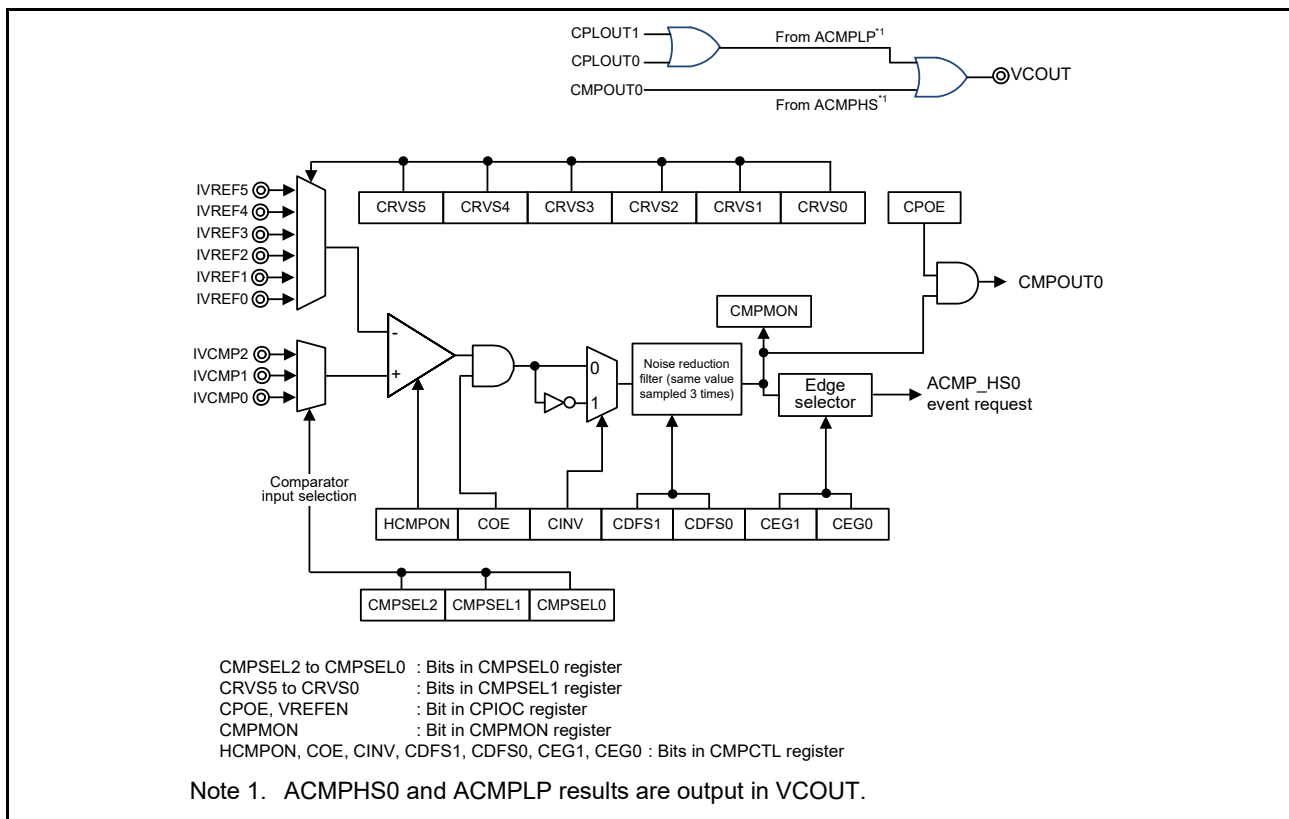 CPLOUT1
From ACMPLP*1
CPLOUT0
VCOUT
CMPOUT0
From ACMPHS*1
IVREF5
IVREF4
IVREF3
IVREF2
IVREF1
IVREF0
CRVS5 CRVS4 CRVS3 CRVS2 CRVS1 CRVS0
CPOE
CMPOUT0
CMPMON
IVCMP2
IVCMP1
IVCMP0
-
+
0
1
Noise reduction
filter (same value
sampled 3 times)
Edge
selector
ACMP_HS0
event request
Comparator
input selection
HCMPON COE CINV CDFS1 CDFS0 CEG1 CEG0
CMPSEL2 CMPSEL1 CMPSEL0
CMPSEL2 to CMPSEL0 : Bits in CMPSEL0 register
CRVS5 to CRVS0 : Bits in CMPSEL1 register
CPOE, VREFEN : Bit in CPIOC register
CMPMON : Bit in CMPMON register
HCMPON, COE, CINV, CDFS1, CDFS0, CEG1, CEG0 : Bits in CMPCTL register
Note 1. ACMPHS0 and ACMPLP results are output in VCOUT.